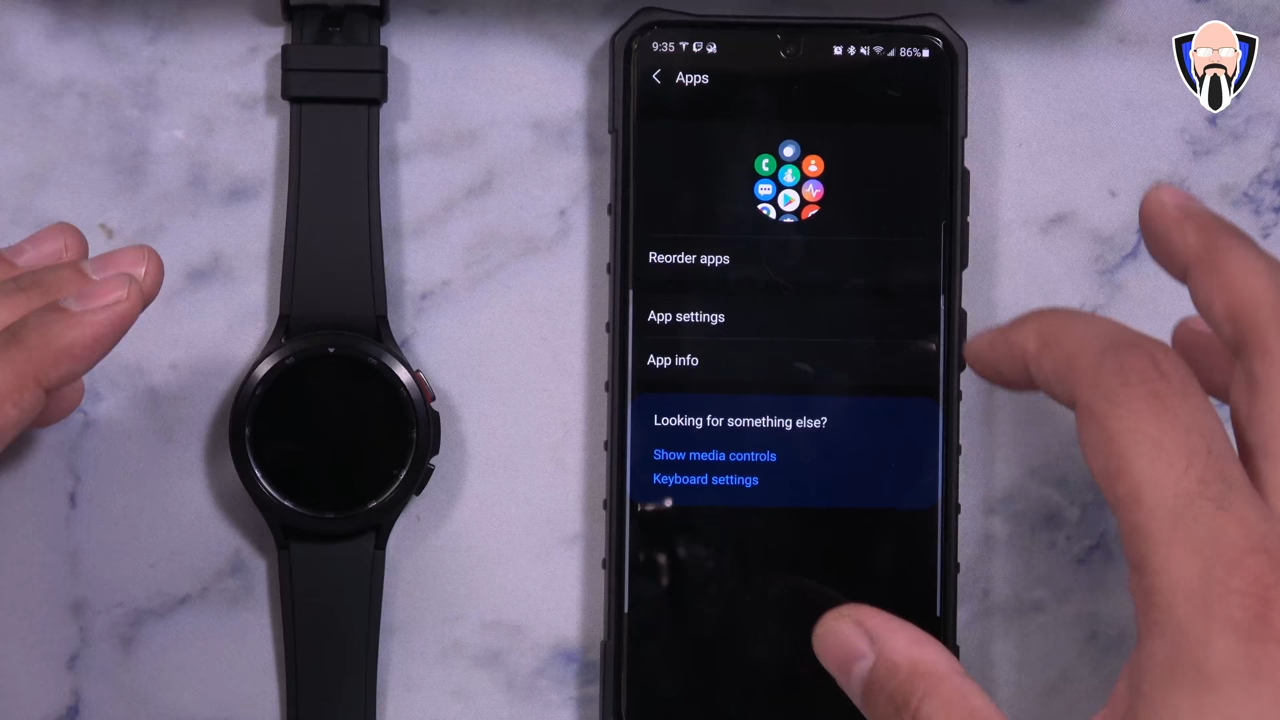 9:35
86%
Apps
Reorder apps
App settings
App info
Looking for something else?
Show media controls
Keyboard settings